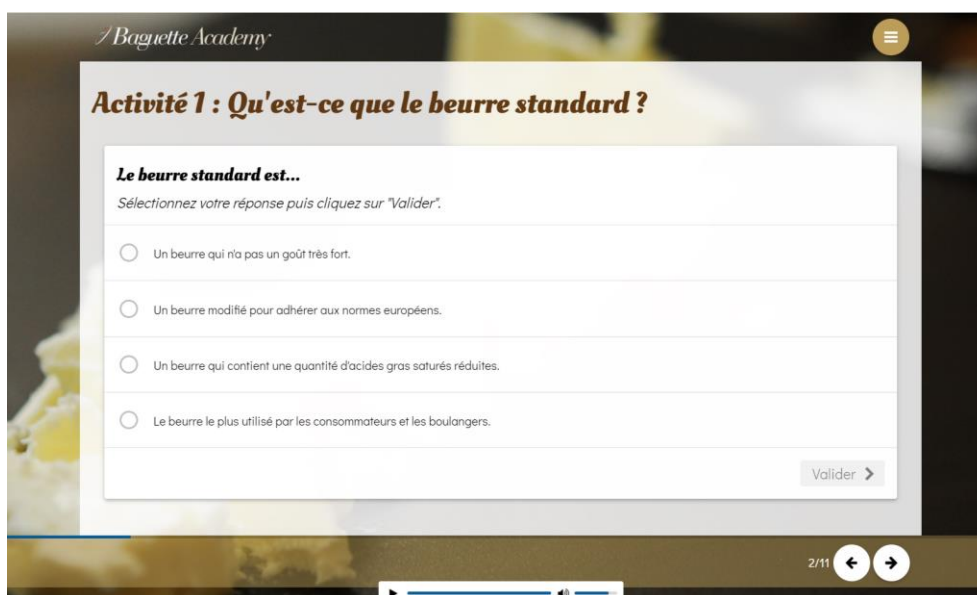 Baguette Academy
Activité 1 : Qu'est-ce que le beurre standard ?
Le beurre standard est...
Sélectionnez votre réponse puis cliquez sur "Valider".
Un beurre qui n'a pas un goût très fort.
Un beurre modifié pour adhérer aux normes européens.
Un beurre qui contient une quantité d'acides gras saturés réduites.
Le beurre le plus utilisé par les consommateurs et les boulangers.
Valider
2/11